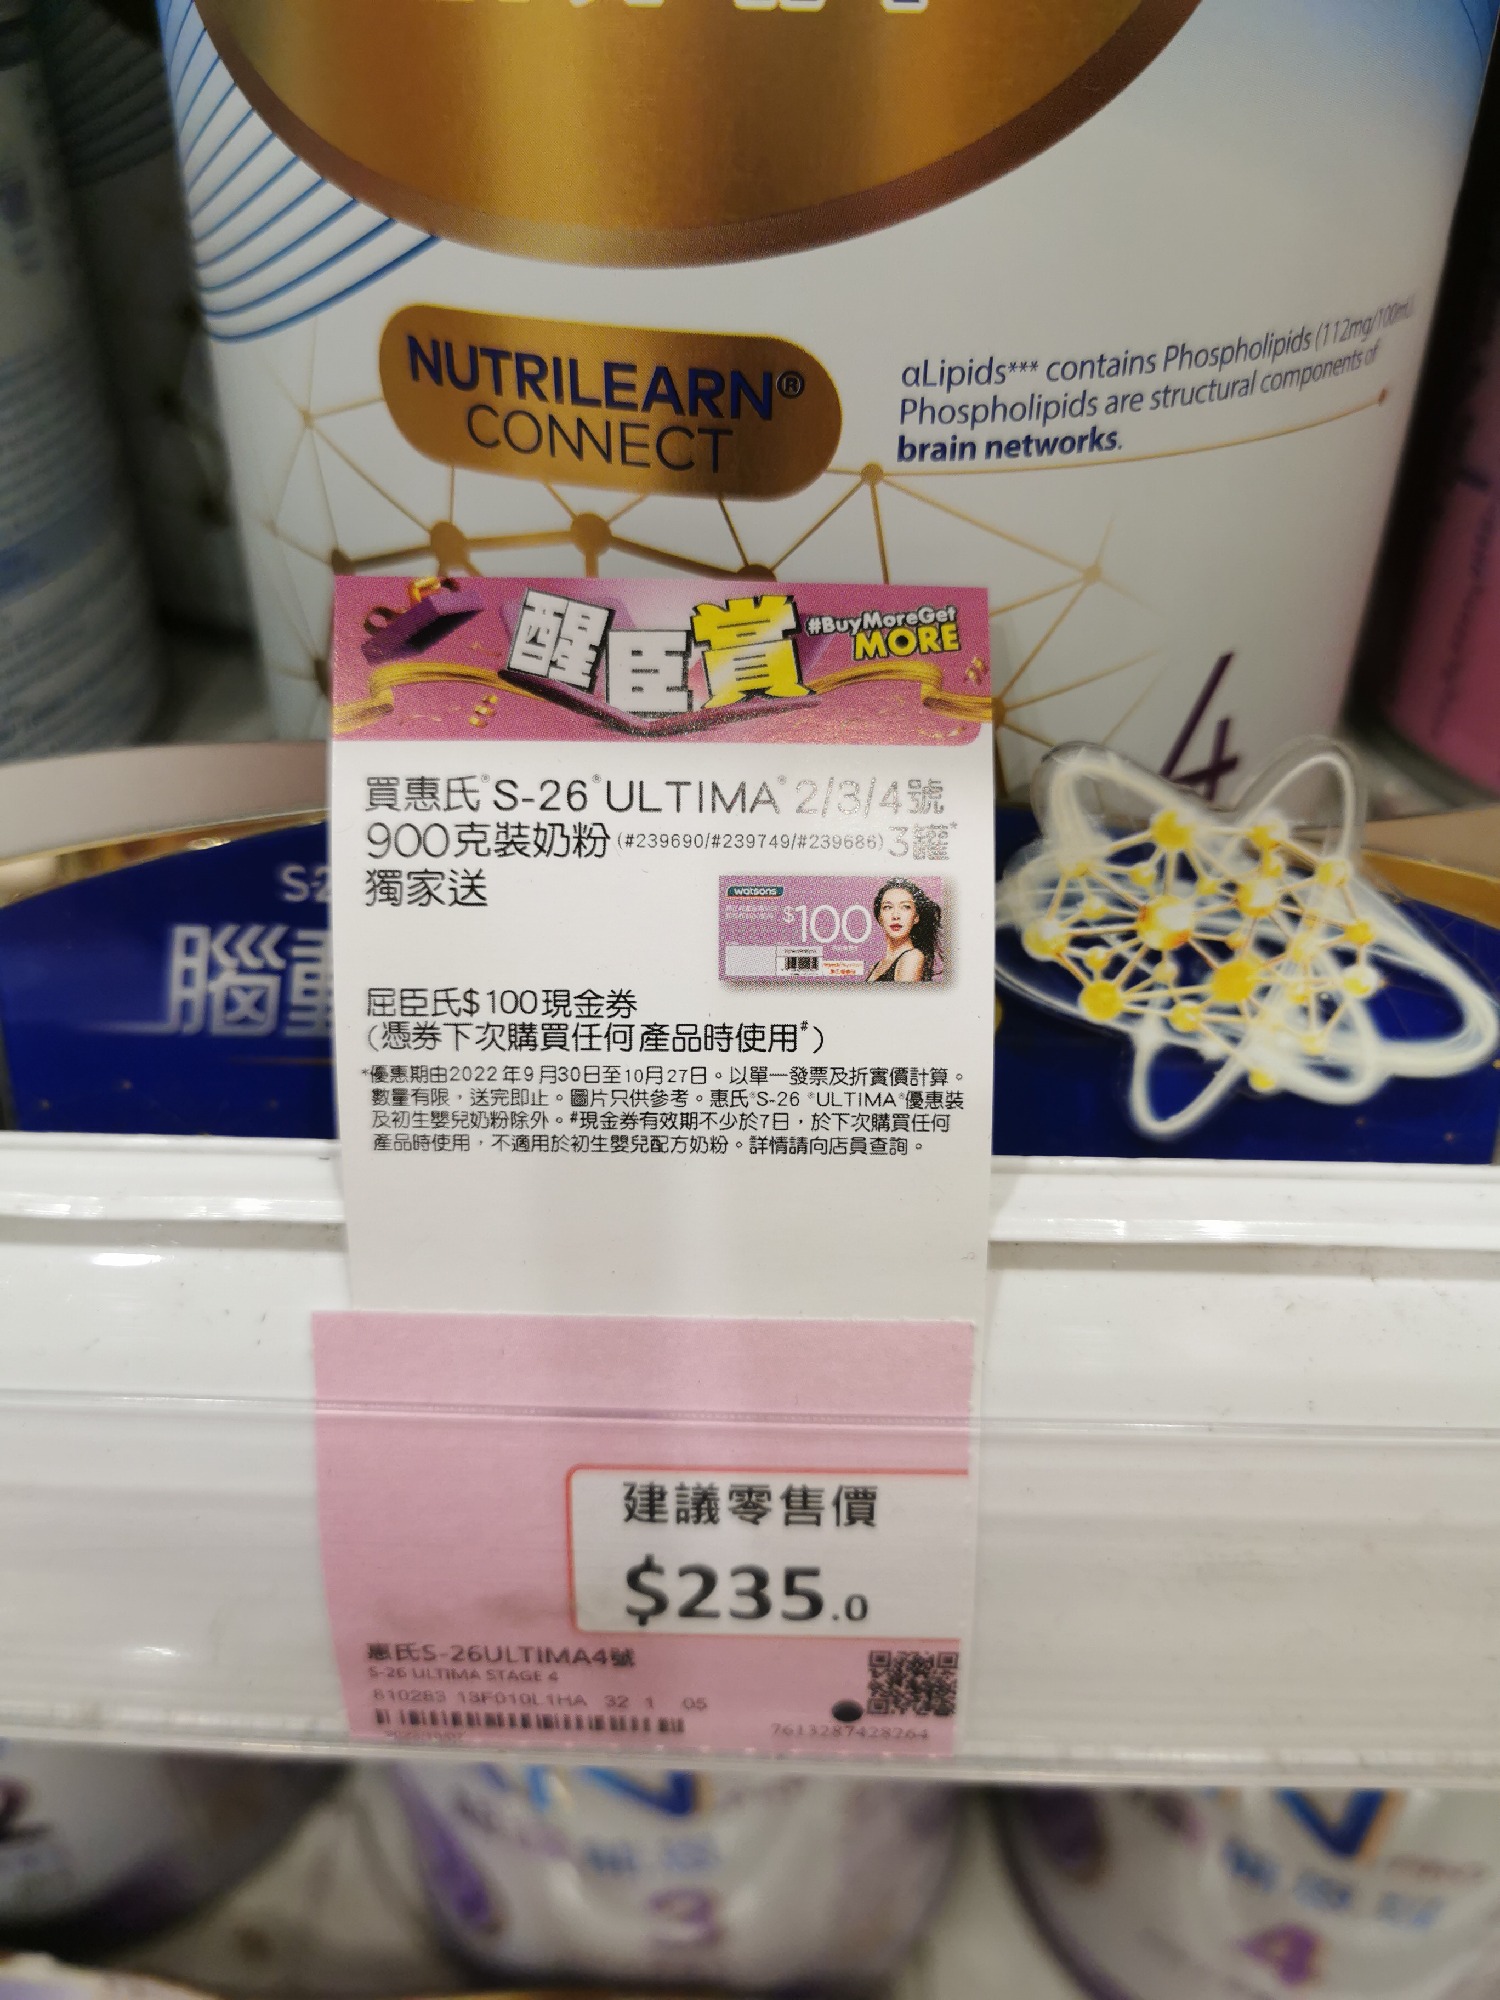 NUTRILEARN®
CONNECT
αLipids*** contains Phospholipids (112mg/100mL
Phospholipids are structural components of
brain networks.
4
醒臣賞
#BuyMoreGet
MORE
買惠氏®S-26®ULTIMA®2/3/4號
900克裝奶粉(#239690/#239749/#239686)3罐*
獨家送
watsons
$100
屈臣氏$100現金券
(憑券下次購買任何產品時使用#)
*優惠期由2022年9月30日至10月27日。以單一發票及折實價計算。
數量有限，送完即止。圖片只供參考。惠氏®S-26®ULTIMA®優惠裝
及初生嬰兒奶粉除外。#現金券有效期不少於7日，於下次購買任何
產品時使用，不適用於初生嬰兒配方奶粉。詳情請向店員查詢。
S-2
腦
建議零售價
$235.0
惠氏S-26ULTIMA4號
S-26 ULTIMA STAGE 4
610283 13F010L1HA 32 1 05
7613287428264
3
4